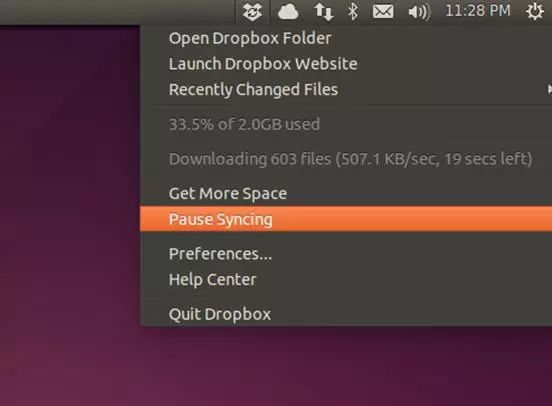 11:28 PM
Open Dropbox Folder
Launch Dropbox Website
Recently Changed Files
33.5% of 2.0GB used
Downloading 603 files (507.1 KB/sec, 19 secs left)
Get More Space
Pause Syncing
Preferences...
Help Center
Quit Dropbox